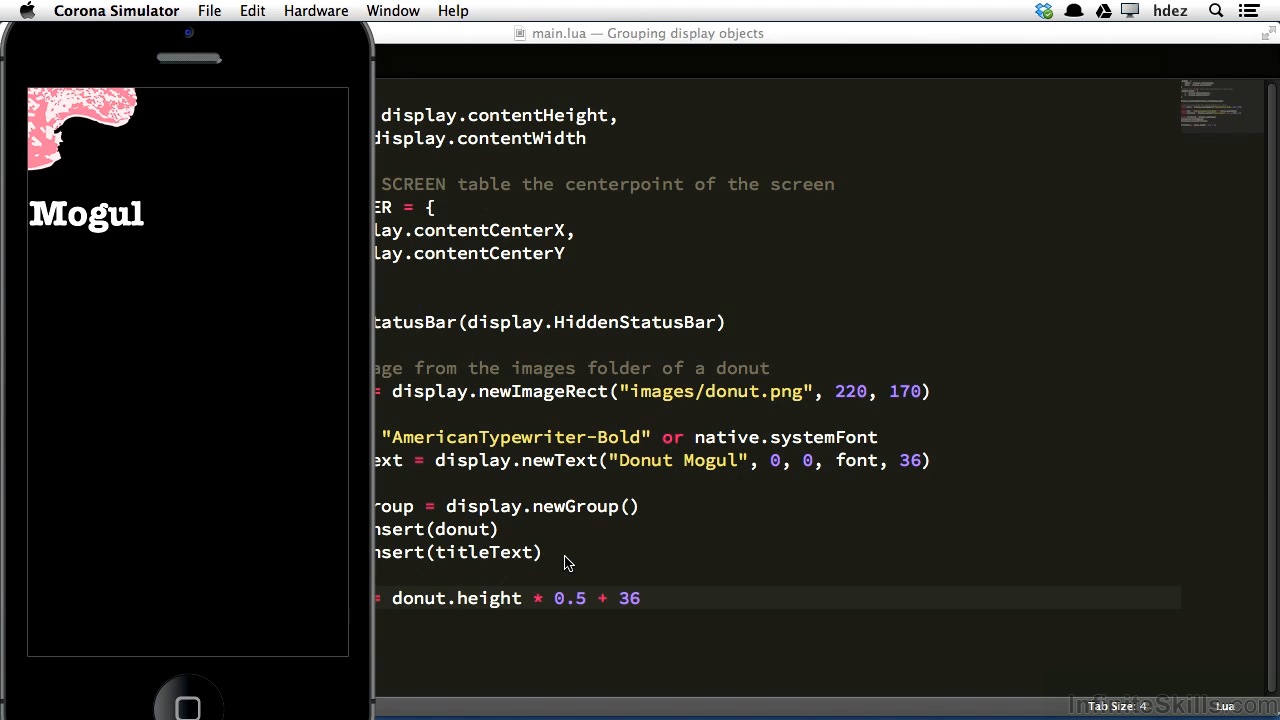 Corona Simulator File Edit Hardware Window Help hdez
main.lua — Grouping display objects
display.contentHeight,
display.contentWidth
SCREEN table the centerpoint of the screen
ER = {
lay.contentCenterX,
lay.contentCenterY
tatusBar(display.HiddenStatusBar)
age from the images folder of a donut
= display.newImageRect("images/donut.png", 220, 170)
"AmericanTypewriter-Bold" or native.systemFont
ext = display.newText("Donut Mogul", 0, 0, font, 36)
roup = display.newGroup()
nsert(donut)
nsert(titleText)
= donut.height * 0.5 + 36
Mogul
InfiniteSkills.com
Tab Size: 4 Lua